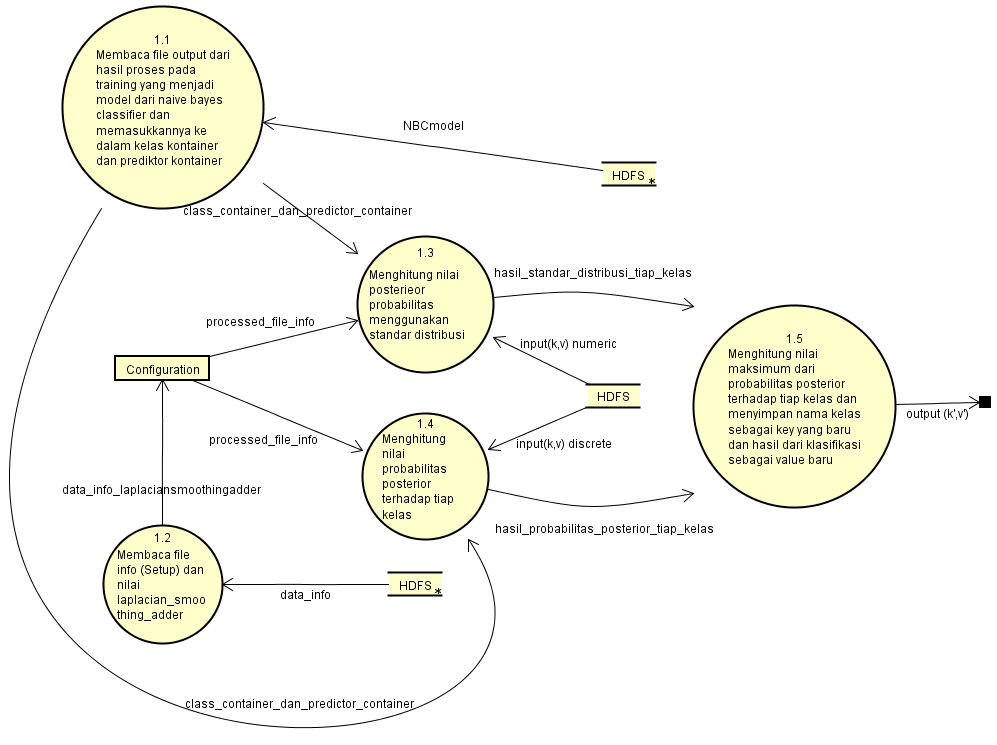 1.1
Membaca file output dari
hasil proses pada
training yang menjadi
model dari naive bayes
classifier dan
memasukkannya ke
dalam kelas kontainer
dan prediktor kontainer
NBCmodel
HDFS *
class_container_dan_predictor_container
1.3
Menghitung nilai
posterieor
probabilitas
menggunakan
standar distribusi
hasil_standar_distribusi_tiap_kelas
processed_file_info
input(k,v) numeric
1.5
Menghitung nilai
maksimum dari
probabilitas posterior
terhadap tiap kelas dan
menyimpan nama kelas
sebagai key yang baru
dan hasil dari klasifikasi
sebagai value baru
Configuration
HDFS
output (k',v')
1.4
Menghitung
nilai
probabilitas
posterior
terhadap tiap
kelas
processed_file_info
input(k,v) discrete
data_info_laplaciansmoothingadder
hasil_probabilitas_posterior_tiap_kelas
1.2
Membaca file
info (Setup) dan
nilai
laplacian_smoo
thing_adder
HDFS *
data_info
class_container_dan_predictor_container